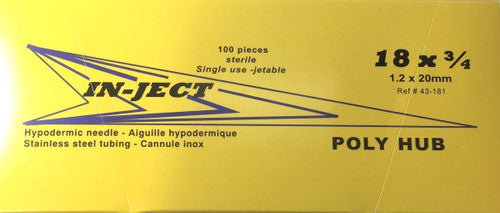 100 pieces
sterile
Single use -jetable
18 x 3/4
1.2 x 20mm
Ref # 43-181
IN-JECT
Hypodermic needle - Aiguille hypodermique
Stainless steel tubing - Cannule inox
POLY HUB